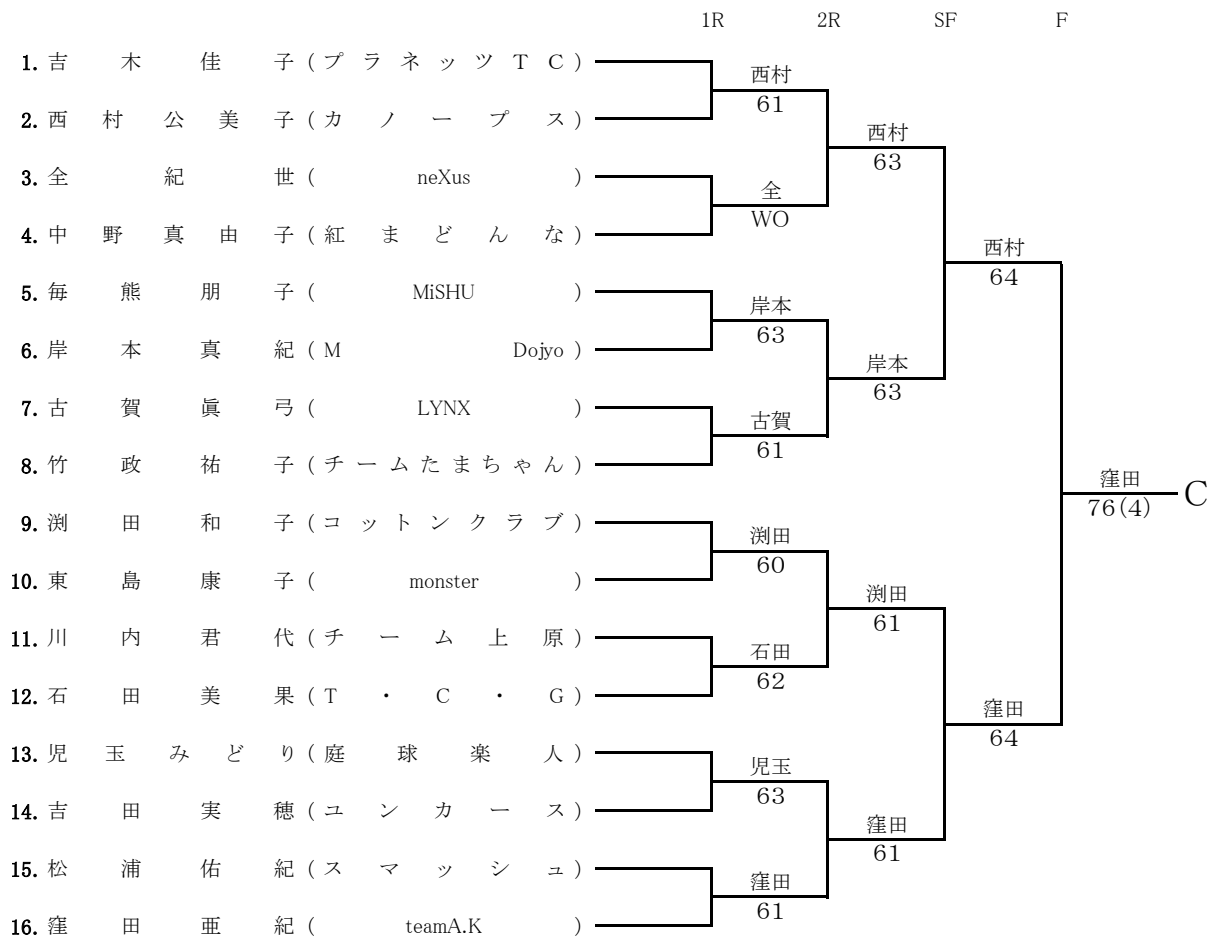 1R 2R SF F
1. 吉木佳子(プラネッツTC)
西村
61
2. 西村公美子(カノープス)
西村
63
3. 全紀世(neXus)
全
WO
4. 中野真由子(紅まどんな)
西村
64
5. 毎熊朋子(MiSHU)
岸本
63
6. 岸本真紀(M Dojyo)
岸本
63
7. 古賀眞弓(LYNX)
古賀
61
8. 竹政祐子(チームたまちゃん)
窪田
76(4)
C
9. 渕田和子(コットンクラブ)
渕田
60
10. 東島康子(monster)
渕田
61
11. 川内君代(チーム上原)
石田
62
12. 石田美果(T・C・G)
窪田
64
13. 児玉みどり(庭球楽人)
児玉
63
14. 吉田実穂(ユンカース)
窪田
61
15. 松浦佑紀(スマッシュ)
窪田
61
16. 窪田亜紀(teamA.K)